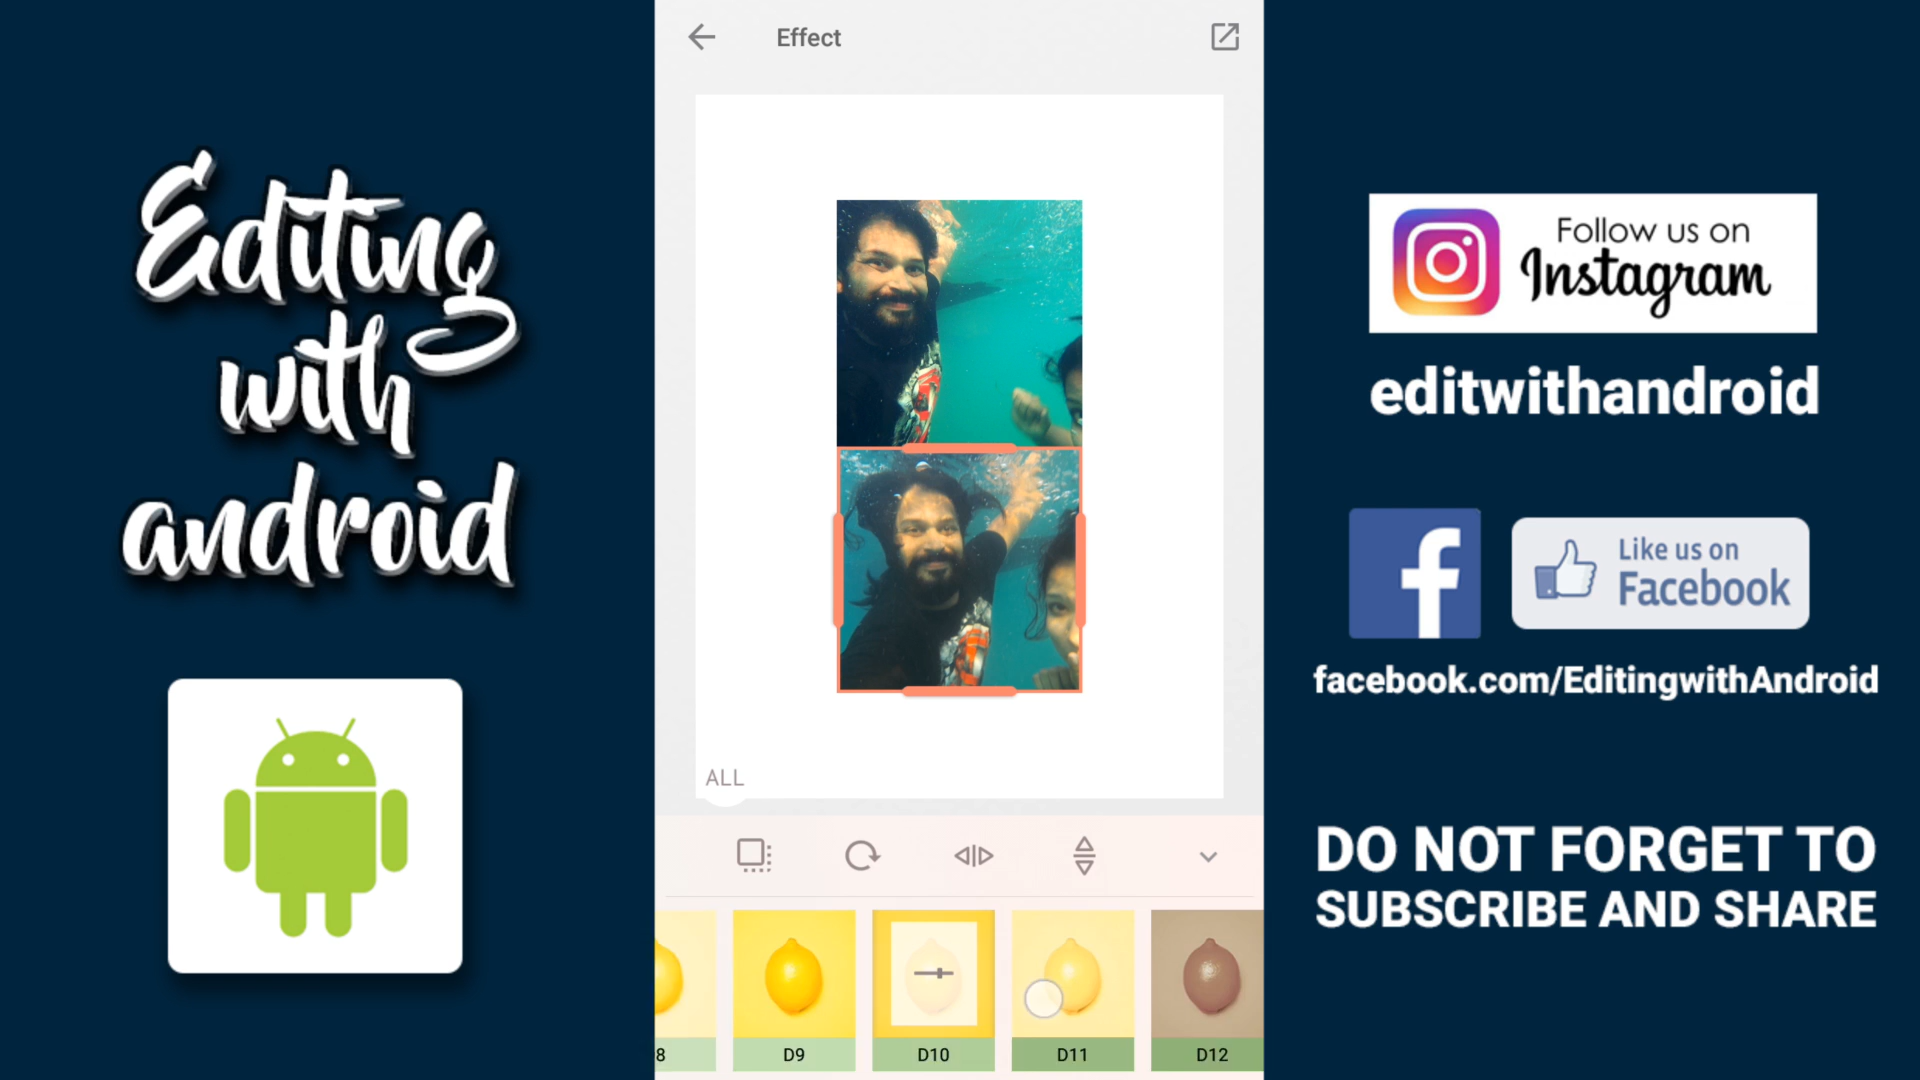 Editing
with
android
Effect
ALL
8
D9
D10
D11
D12
Follow us on
Instagram
editwithandroid
f
Like us on
Facebook
facebook.com/EditingwithAndroid
DO NOT FORGET TO
SUBSCRIBE AND SHARE